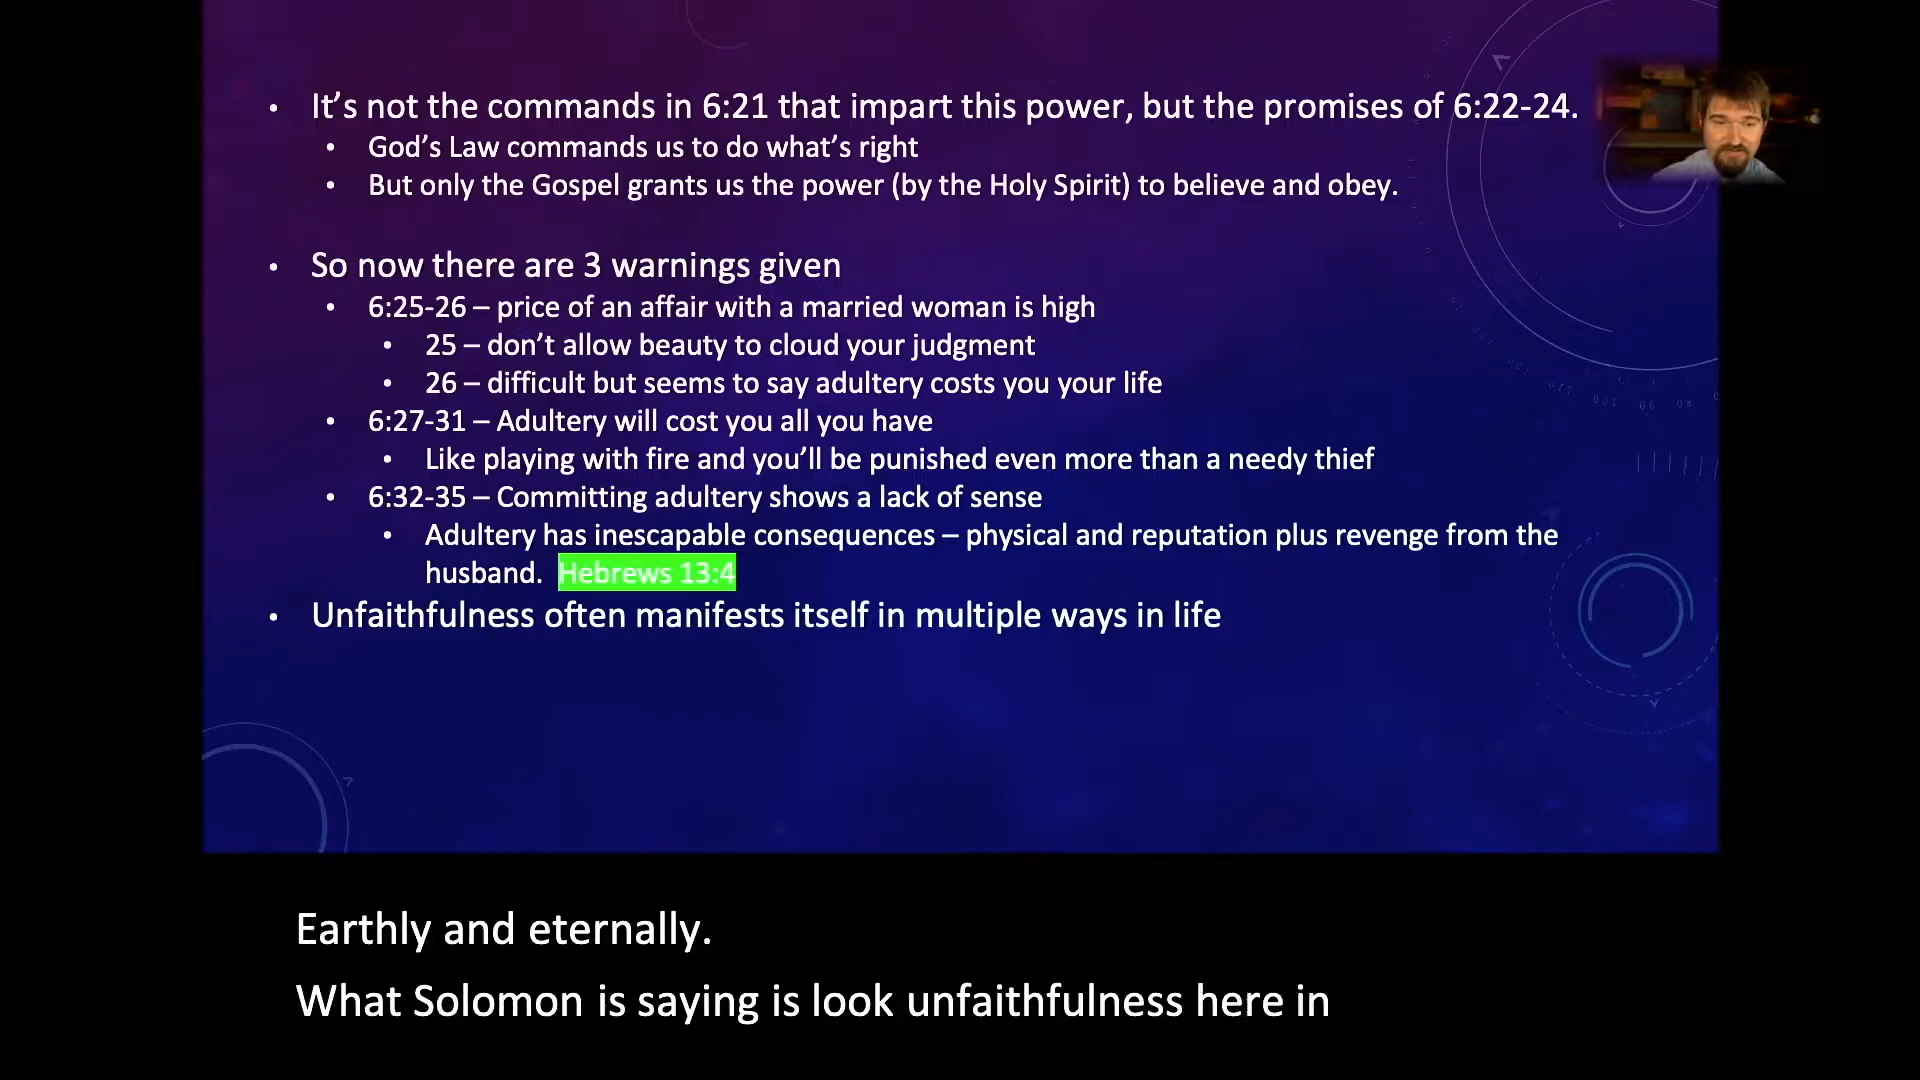 • It’s not the commands in 6:21 that impart this power, but the promises of 6:22-24.
• God’s Law commands us to do what’s right
• But only the Gospel grants us the power (by the Holy Spirit) to believe and obey.
• So now there are 3 warnings given
• 6:25-26 – price of an affair with a married woman is high
• 25 – don’t allow beauty to cloud your judgment
• 26 – difficult but seems to say adultery costs you your life
• 6:27-31 – Adultery will cost you all you have
• Like playing with fire and you’ll be punished even more than a needy thief
• 6:32-35 – Committing adultery shows a lack of sense
• Adultery has inescapable consequences – physical and reputation plus revenge from the
husband. Hebrews 13:4
• Unfaithfulness often manifests itself in multiple ways in life
Earthly and eternally.
What Solomon is saying is look unfaithfulness here in